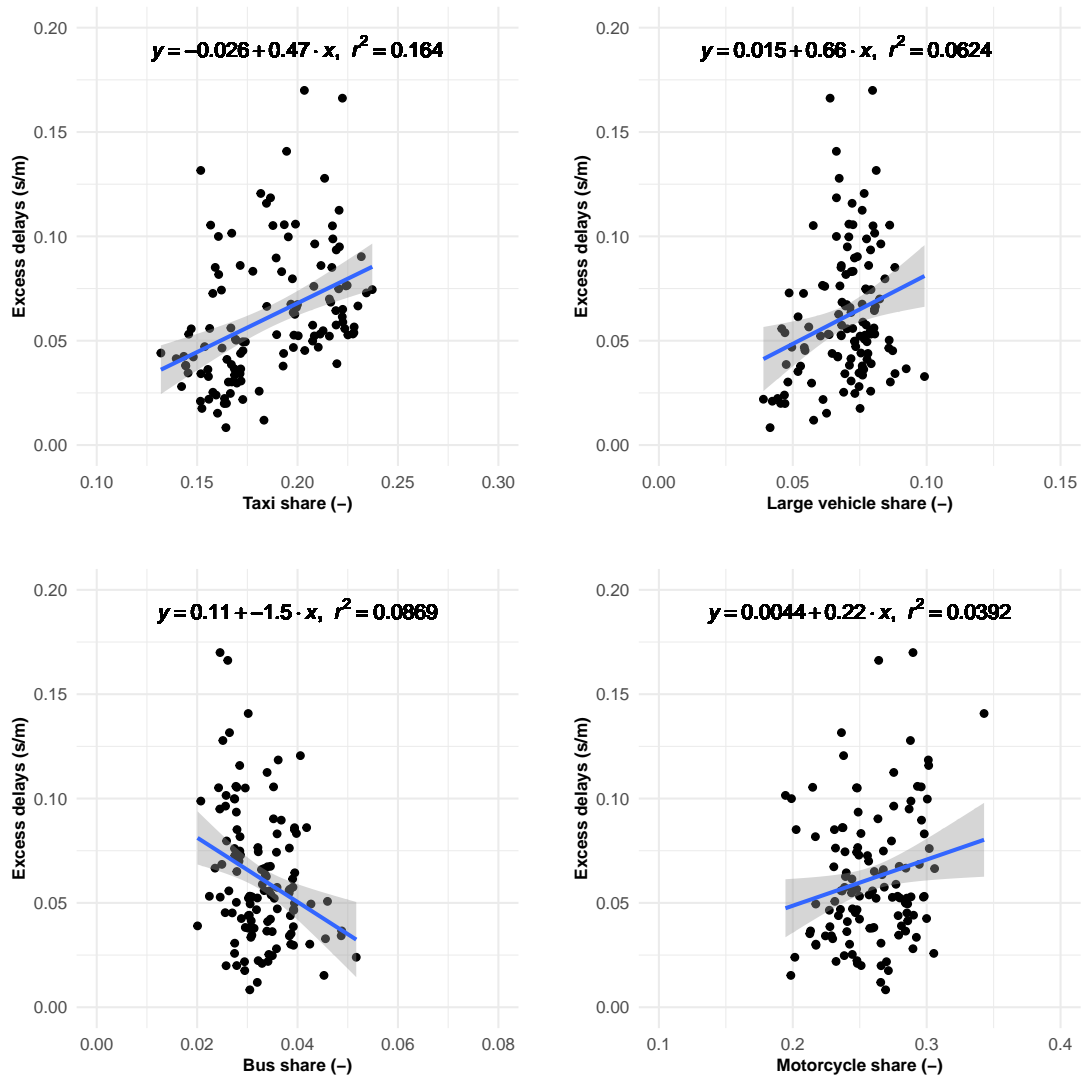 y = −0.026 + 0.47 · x, r² = 0.164
0.20
0.15
0.10
0.05
0.00
Excess delays (s/m)
0.10 0.15 0.20 0.25 0.30
Taxi share (−)
y = 0.015 + 0.66 · x, r² = 0.0624
0.20
0.15
0.10
0.05
0.00
Excess delays (s/m)
0.00 0.05 0.10 0.15
Large vehicle share (−)
y = 0.11 + −1.5 · x, r² = 0.0869
0.20
0.15
0.10
0.05
0.00
Excess delays (s/m)
0.00 0.02 0.04 0.06 0.08
Bus share (−)
y = 0.0044 + 0.22 · x, r² = 0.0392
0.20
0.15
0.10
0.05
0.00
Excess delays (s/m)
0.1 0.2 0.3 0.4
Motorcycle share (−)